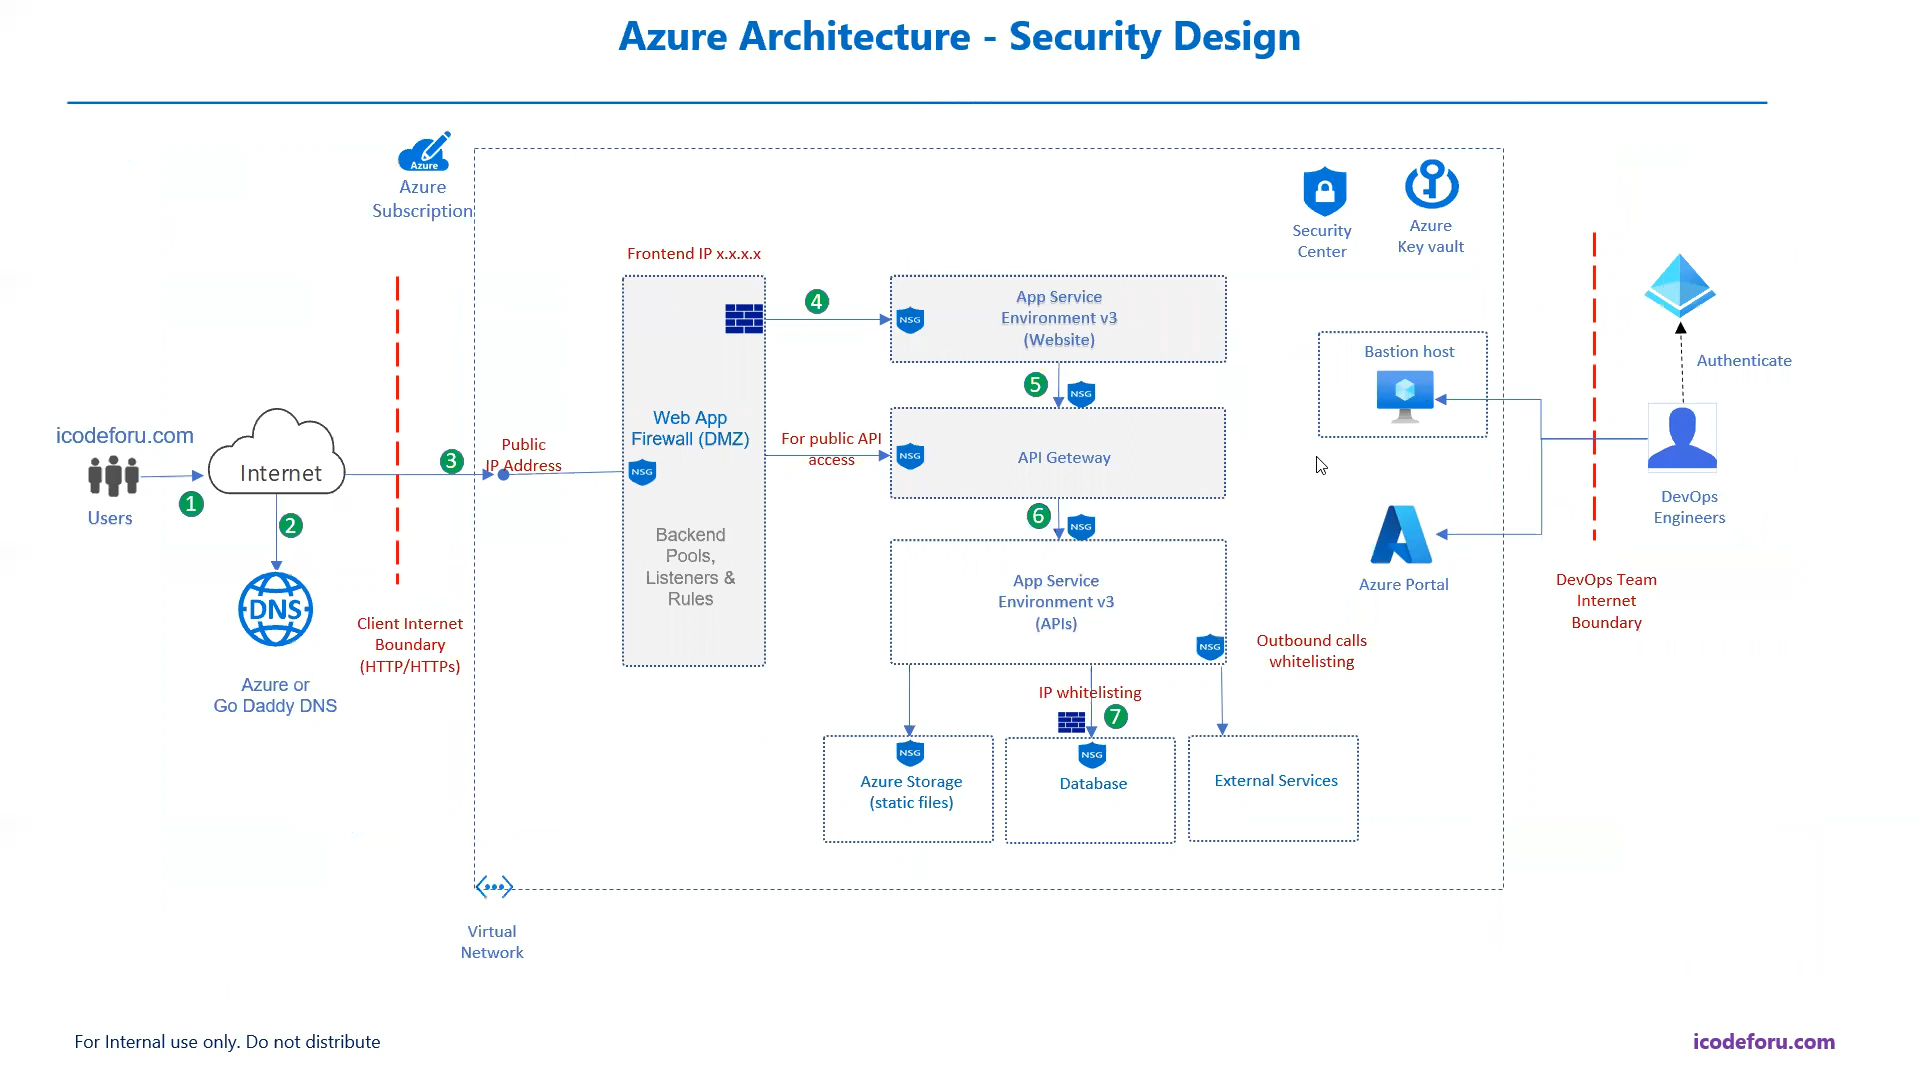 Azure Architecture - Security Design
Azure
Azure
Subscription
Security
Center
Azure
Key vault
Frontend IP x.x.x.x
4
NSG
App Service
Environment v3
(Website)
Bastion host
Authenticate
5
NSG
icodeforu.com
Internet
Users
1
2
3
Public
IP Address
Web App
Firewall (DMZ)
NSG
For public API
access
NSG
API Geteway
DevOps
Engineers
6
NSG
Backend
Pools,
Listeners &
Rules
App Service
Environment v3
(APIs)
NSG
Azure Portal
DevOps Team
Internet
Boundary
DNS
Client Internet
Boundary
(HTTP/HTTPs)
Outbound calls
whitelisting
Azure or
Go Daddy DNS
IP whitelisting
7
NSG
Azure Storage
(static files)
NSG
Database
External Services
Virtual
Network
For Internal use only. Do not distribute
icodeforu.com